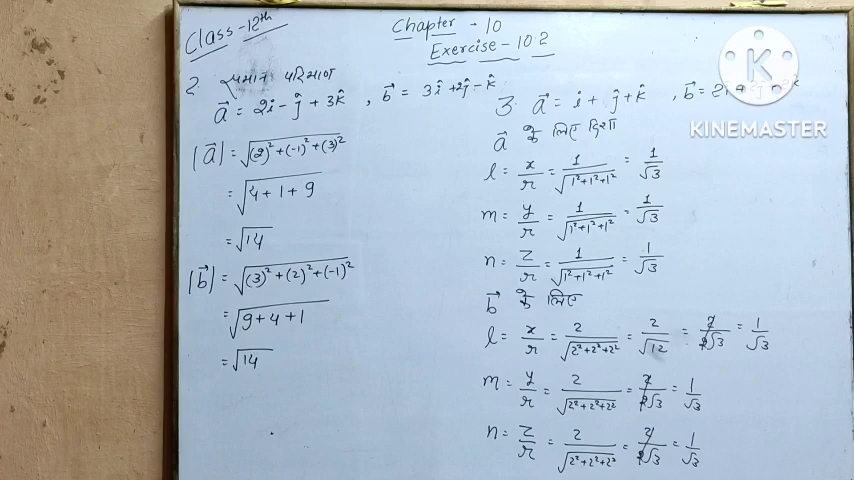 Class-12th
Chapter - 10
Exercise - 10.2
2. समान परिमाण
a⃗ = 2î - ĵ + 3k̂ , b⃗ = 3î + 2ĵ - k̂
|a⃗| = √(2)² + (-1)² + (3)²
= √4 + 1 + 9
= √14
|b⃗| = √(3)² + (2)² + (-1)²
= √9 + 4 + 1
= √14
3. a⃗ = i + ĵ + k̂ , b⃗ =
a⃗ के लिए दिशा
l = x/r = 1/√1²+1²+1² = 1/√3
m = y/r = 1/√1²+1²+1² = 1/√3
n = z/r = 1/√1²+1²+1² = 1/√3
b⃗ के लिए
l = x/r = 2/√2²+2²+2² = 2/√12 = 2/2√3 = 1/√3
m = y/r = 2/√2²+2²+2² = 2/2√3 = 1/√3
n = z/r = 2/√2²+2²+2² = 2/2√3 = 1/√3
KINEMASTER